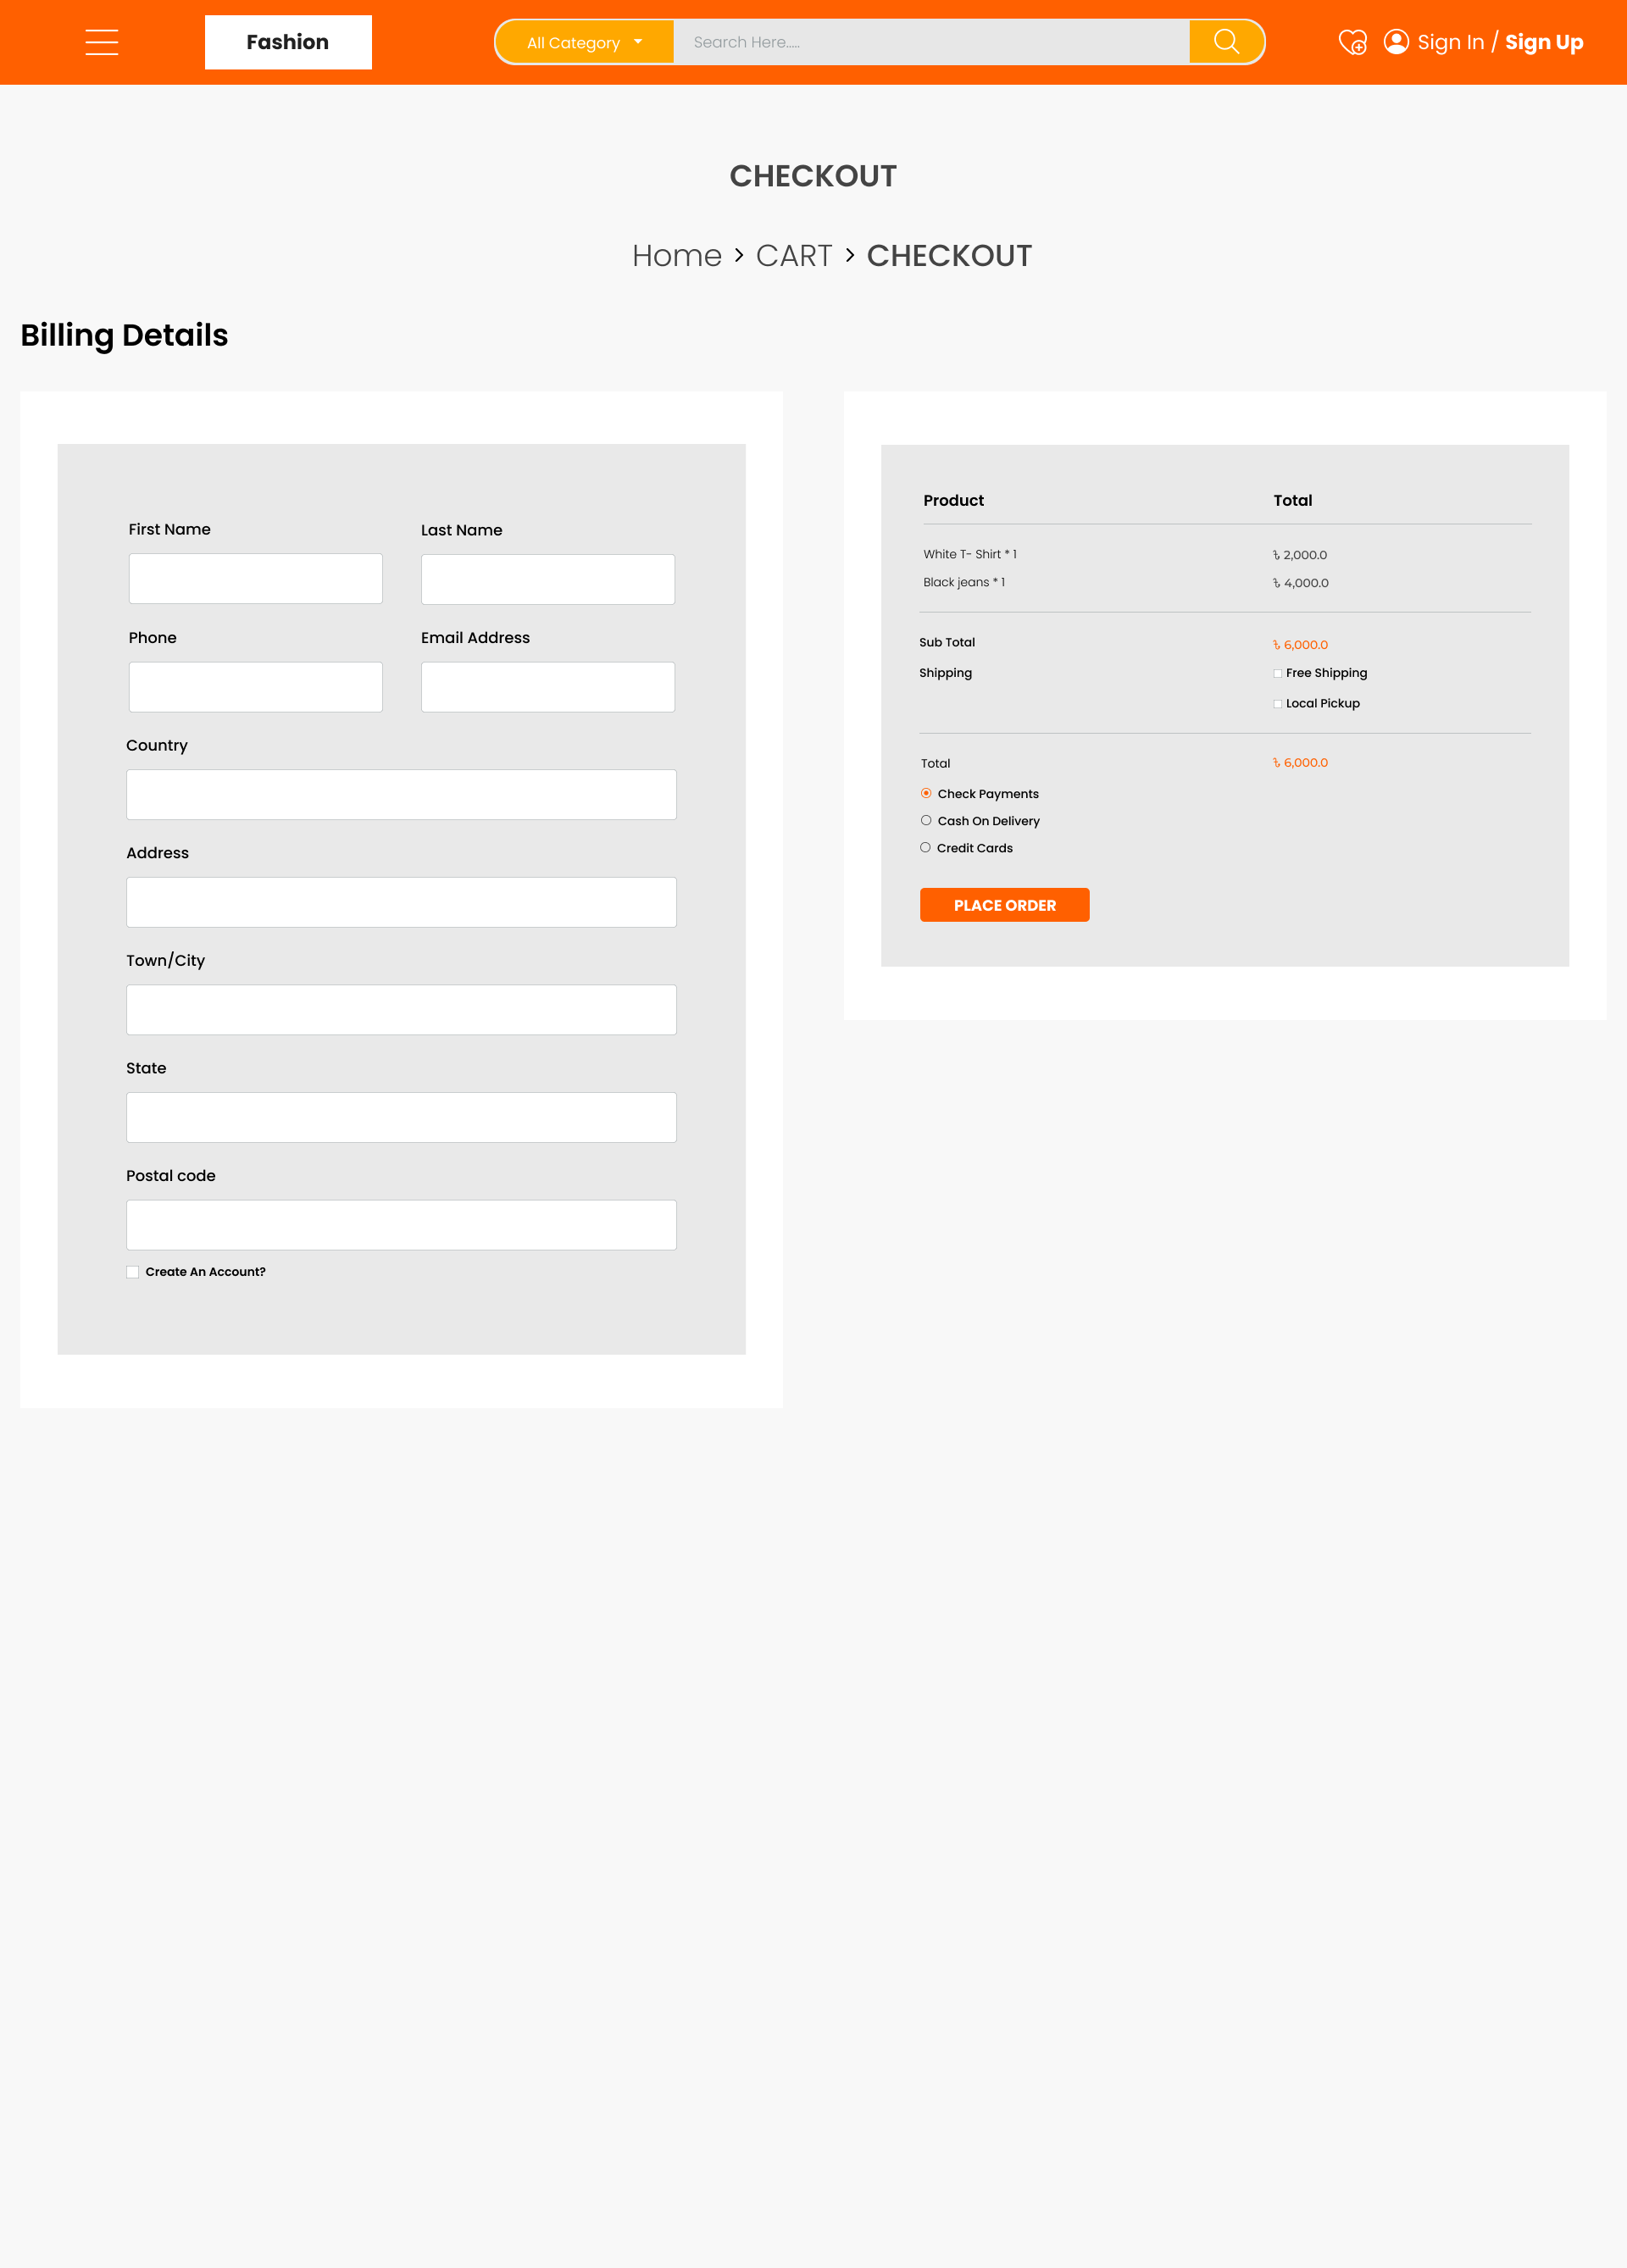 Fashion
All Category
Search Here.....
Sign In / Sign Up
CHECKOUT
Home > CART > CHECKOUT
Billing Details
First Name
Last Name
Phone
Email Address
Country
Address
Town/City
State
Postal code
Create An Account?
Product Total
White T- Shirt * 1 ৳ 2,000.0
Black jeans * 1 ৳ 4,000.0
Sub Total ৳ 6,000.0
Shipping Free Shipping
Local Pickup
Total ৳ 6,000.0
Check Payments
Cash On Delivery
Credit Cards
PLACE ORDER